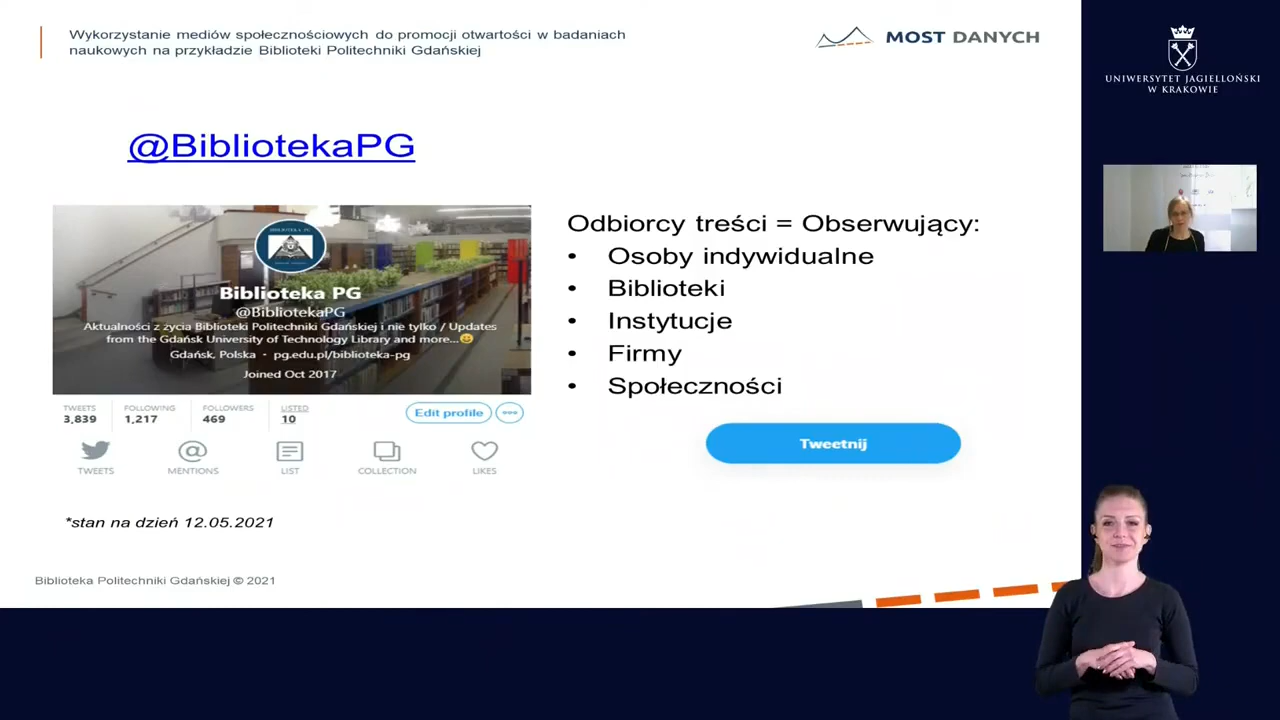 Wykorzystanie mediów społecznościowych do promocji otwartości w badaniach
naukowych na przykładzie Biblioteki Politechniki Gdańskiej
MOST DANYCH
UNIWERSYTET JAGIELLOŃSKI
W KRAKOWIE
@BibliotekaPG
BIBLIOTEKA PG
Biblioteka PG
@BibliotekaPG
Aktualności z życia Biblioteki Politechniki Gdańskiej i nie tylko / Updates
from the Gdańsk University of Technology Library and more...😀
Gdańsk, Polska • pg.edu.pl/biblioteka-pg
Joined Oct 2017
TWEETS FOLLOWING FOLLOWERS LISTED
3,839 1,217 469 10
Edit profile
TWEETS MENTIONS LIST COLLECTION LIKES
Odbiorcy treści = Obserwujący:
• Osoby indywidualne
• Biblioteki
• Instytucje
• Firmy
• Społeczności
Tweetnij
*stan na dzień 12.05.2021
Biblioteka Politechniki Gdańskiej © 2021